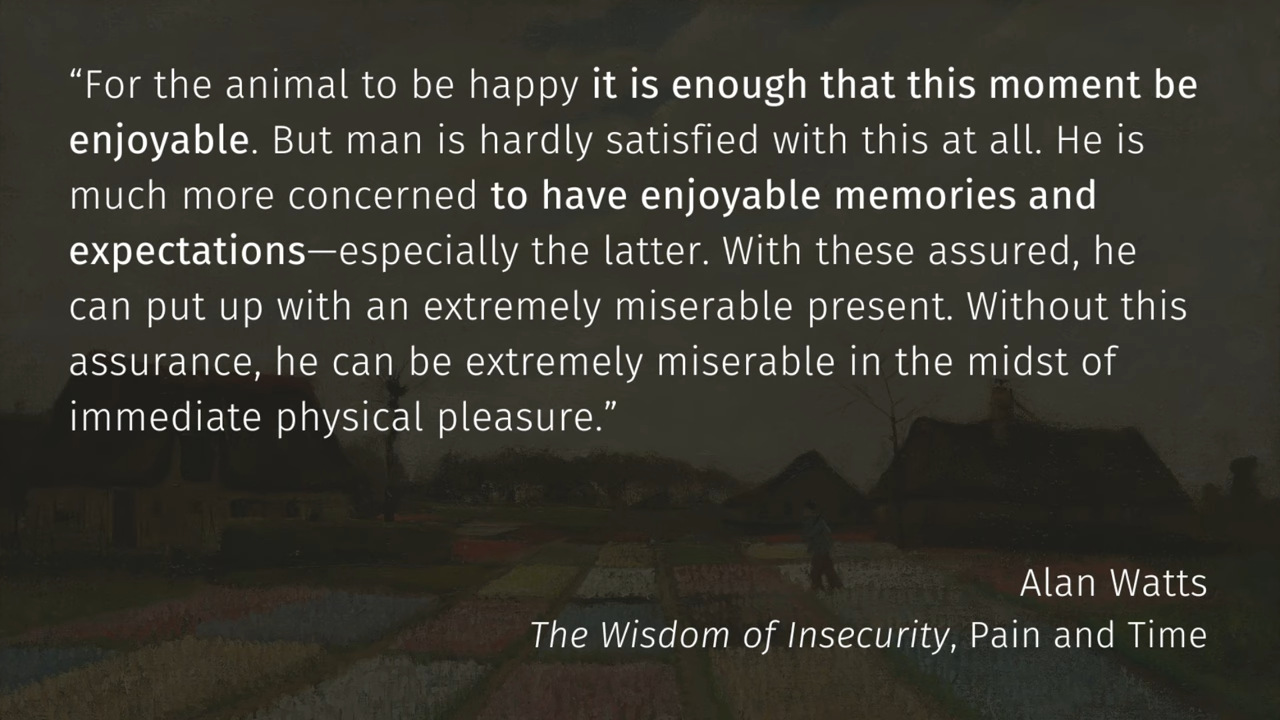 “For the animal to be happy it is enough that this moment be
enjoyable. But man is hardly satisfied with this at all. He is
much more concerned to have enjoyable memories and
expectations—especially the latter. With these assured, he
can put up with an extremely miserable present. Without this
assurance, he can be extremely miserable in the midst of
immediate physical pleasure.”
Alan Watts
The Wisdom of Insecurity, Pain and Time